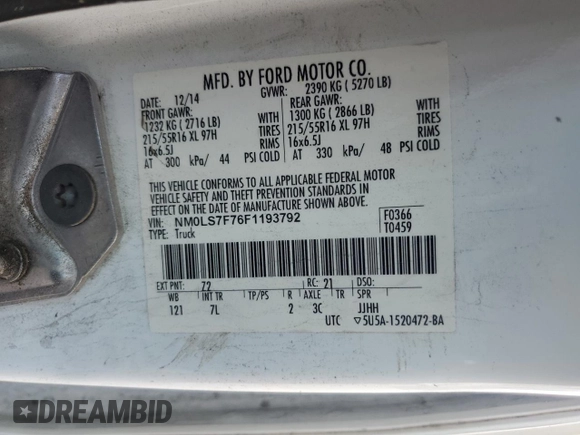 MFD. BY FORD MOTOR CO.
DATE: 12/14 GVWR: 2390 KG ( 5270 LB)
FRONT GAWR: REAR GAWR:
1232 KG ( 2716 LB) WITH 1300 KG ( 2866 LB) WITH
215/55R16 XL 97H TIRES 215/55R16 XL 97H TIRES
16x6.5J RIMS 16x6.5J RIMS
AT 300 kPa/ 44 PSI COLD AT 330 kPa/ 48 PSI COLD
THIS VEHICLE CONFORMS TO ALL APPLICABLE FEDERAL MOTOR
VEHICLE SAFETY AND THEFT PREVENTION STANDARDS IN
EFFECT ON THE DATE OF MANUFACTURE SHOWN ABOVE.
VIN: NM0LS7F76F1193792 F0366
TYPE: Truck T0459
EXT PNT: Z2 RC: 21 DSO:
WB INT TR TP/PS R AXLE TR SPR
121 7L 2 3C JJHH
UTC ▽5U5A-1520472-BA
DREAMBID